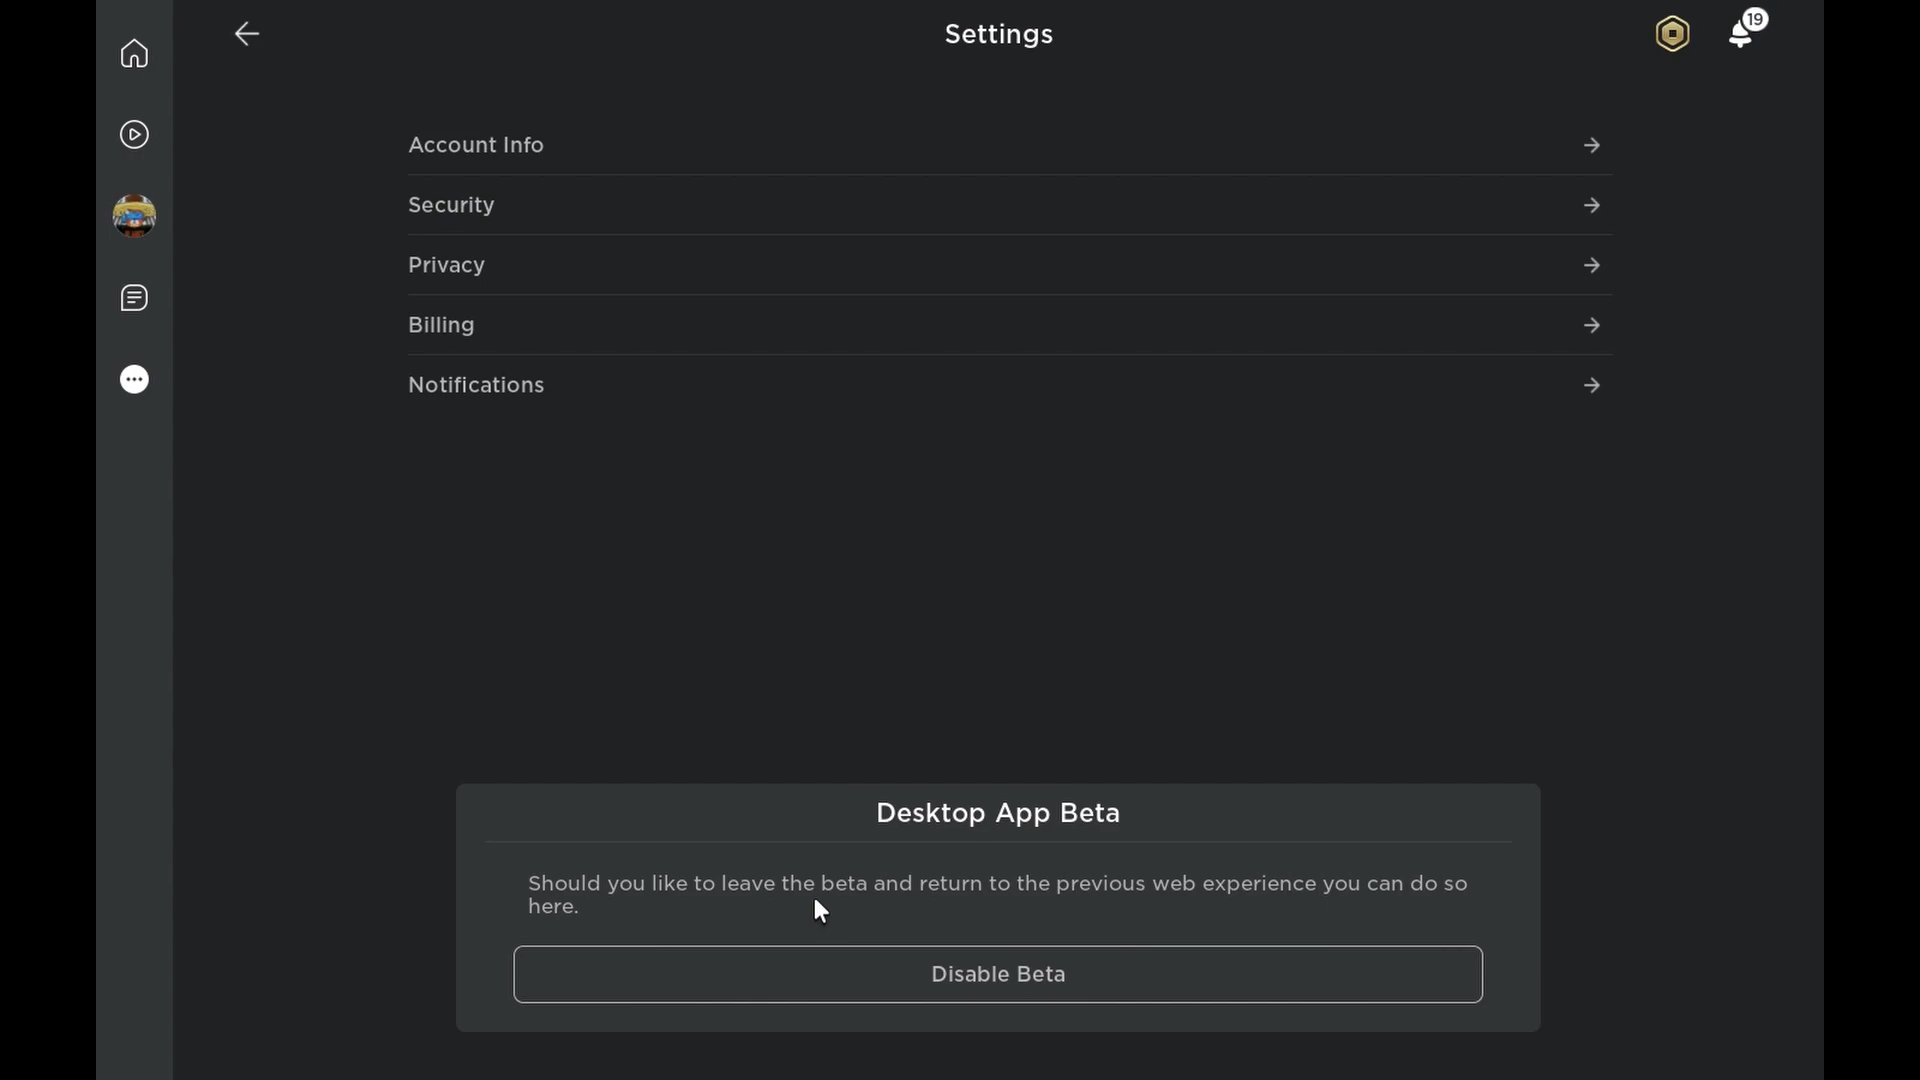 Settings
19
Account Info
Security
Privacy
Billing
Notifications
Desktop App Beta
Should you like to leave the beta and return to the previous web experience you can do so
here.
Disable Beta